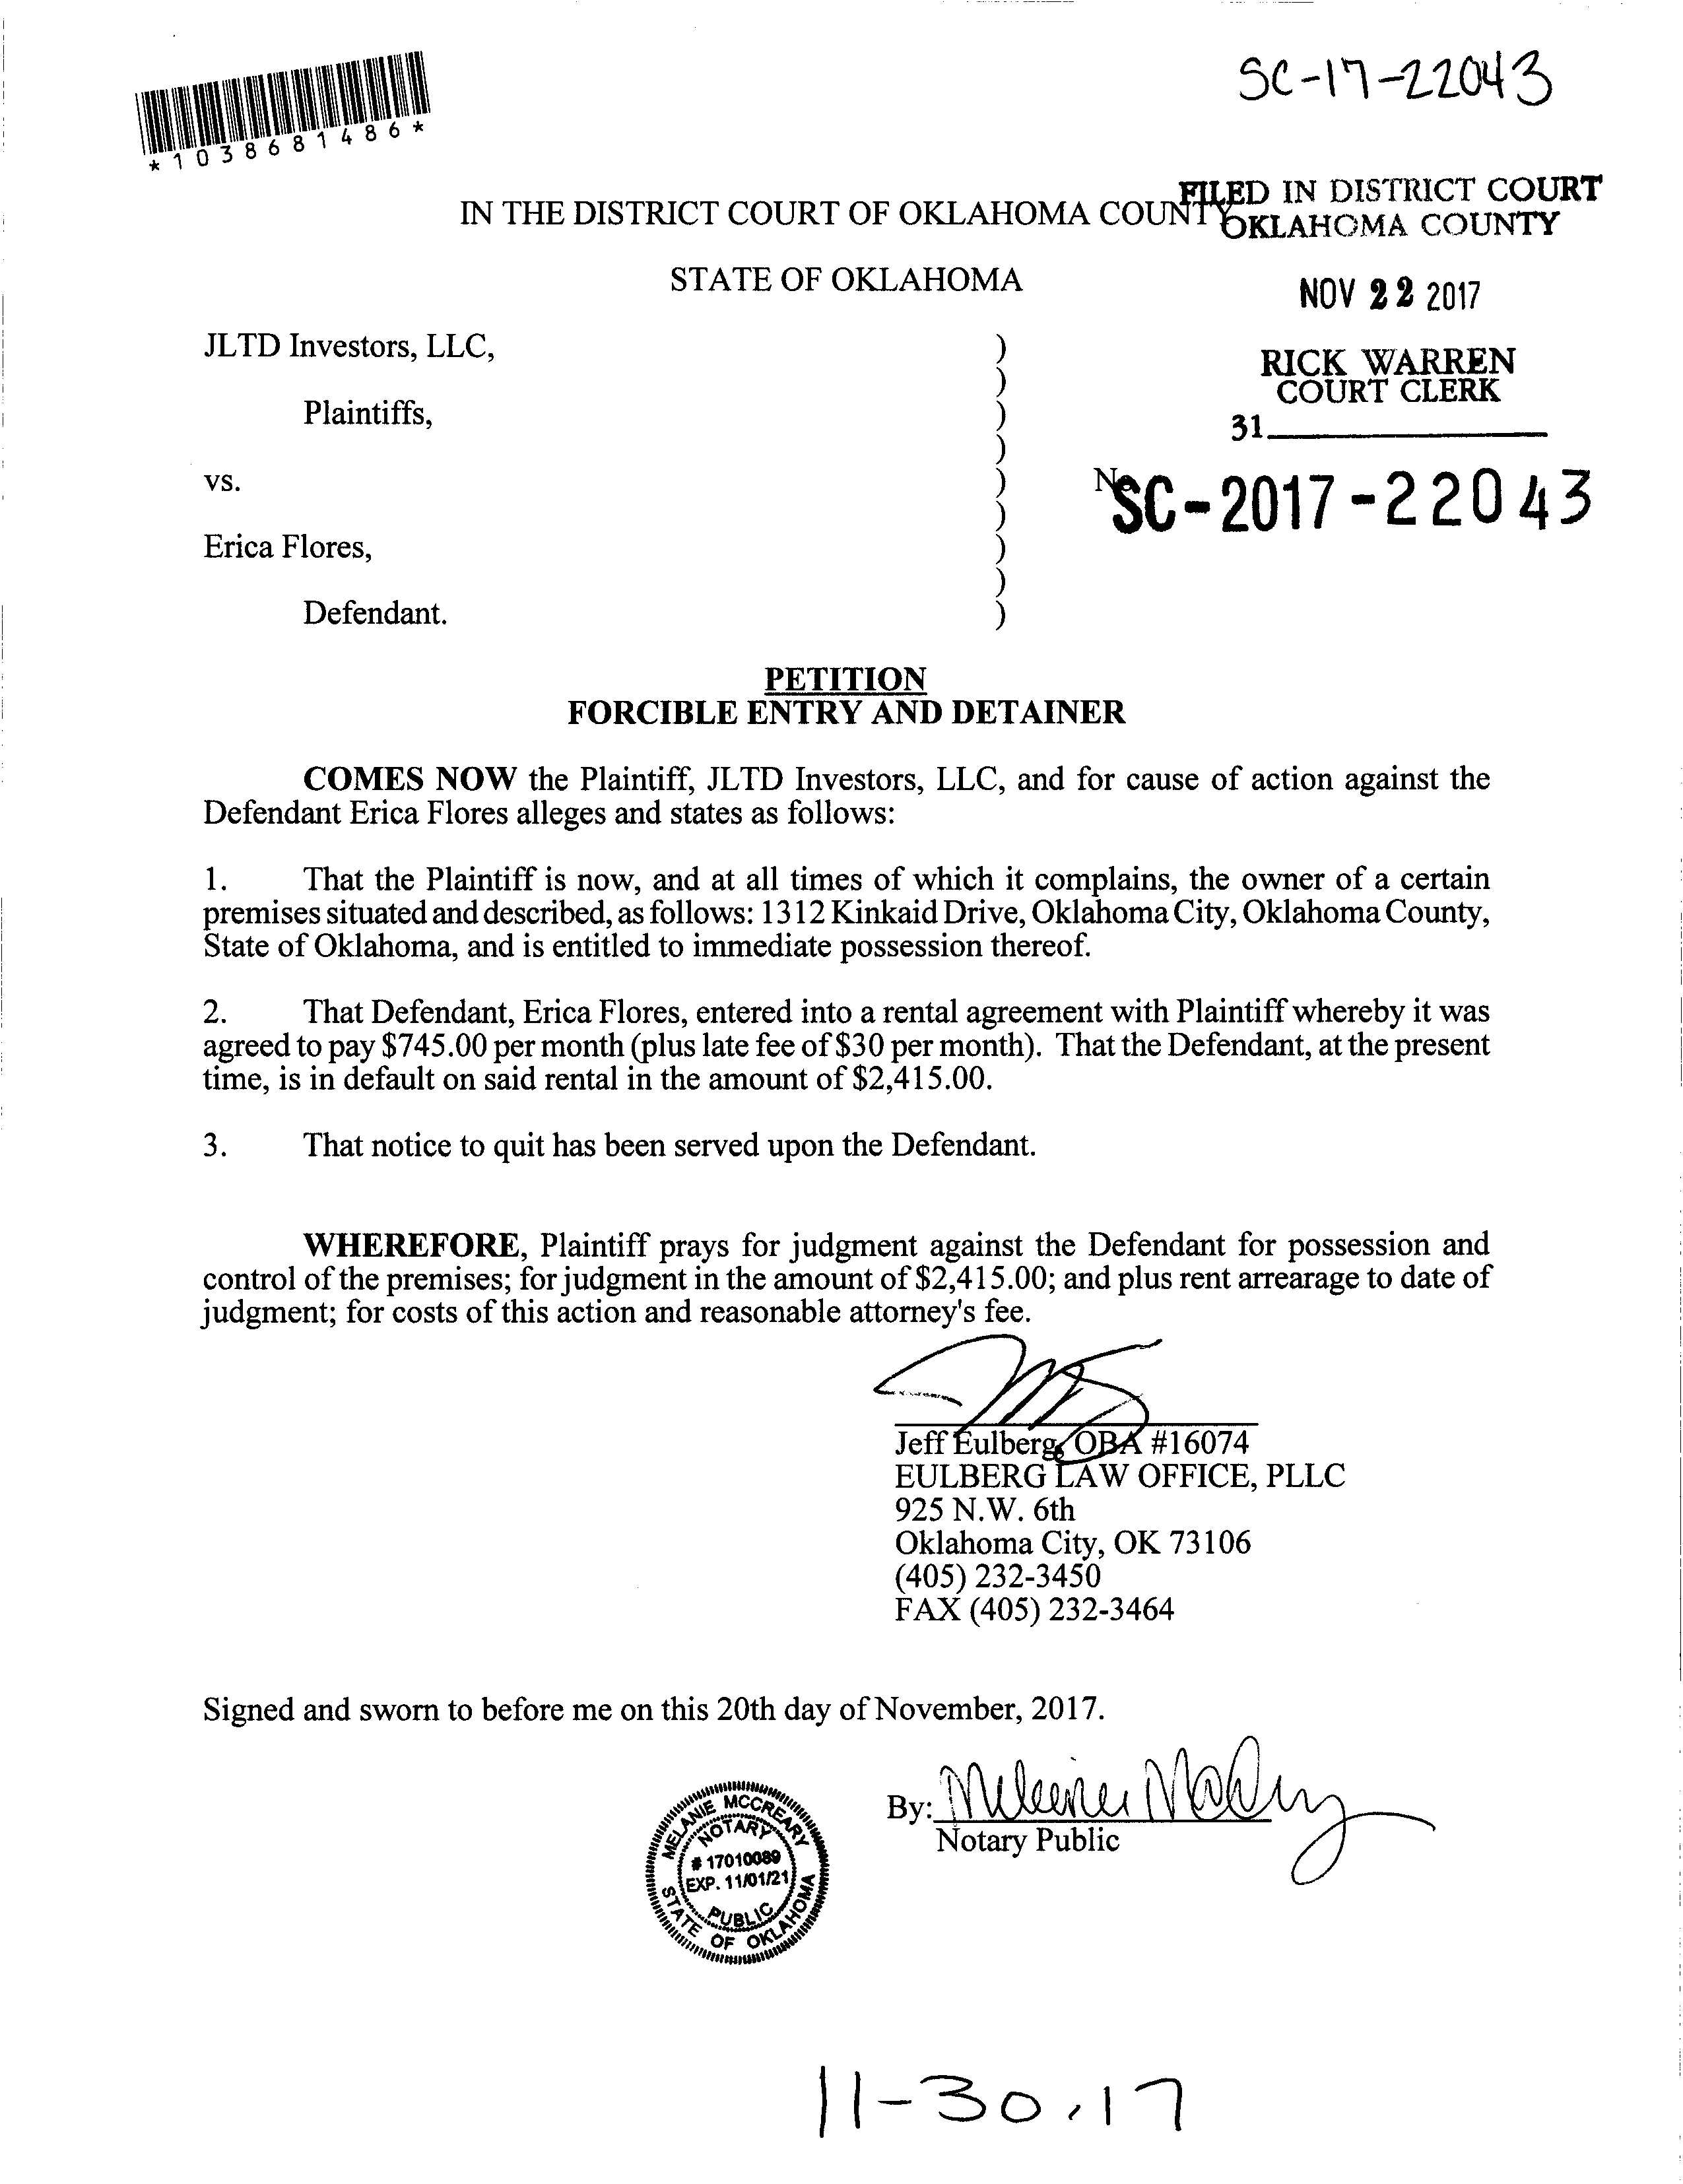 SC-17-22043
*1038681486*
FILED IN DISTRICT COURT
OKLAHOMA COUNTY
IN THE DISTRICT COURT OF OKLAHOMA COUNTY
STATE OF OKLAHOMA
NOV 22 2017
JLTD Investors, LLC,
RICK WARREN
COURT CLERK
Plaintiffs,
31
vs.
No.
SC-2017-22043
Erica Flores,
Defendant.
PETITION
FORCIBLE ENTRY AND DETAINER
COMES NOW the Plaintiff, JLTD Investors, LLC, and for cause of action against the
Defendant Erica Flores alleges and states as follows:
1. That the Plaintiff is now, and at all times of which it complains, the owner of a certain
premises situated and described, as follows: 1312 Kinkaid Drive, Oklahoma City, Oklahoma County,
State of Oklahoma, and is entitled to immediate possession thereof.
2. That Defendant, Erica Flores, entered into a rental agreement with Plaintiff whereby it was
agreed to pay $745.00 per month (plus late fee of $30 per month). That the Defendant, at the present
time, is in default on said rental in the amount of $2,415.00.
3. That notice to quit has been served upon the Defendant.
WHEREFORE, Plaintiff prays for judgment against the Defendant for possession and
control of the premises; for judgment in the amount of $2,415.00; and plus rent arrearage to date of
judgment; for costs of this action and reasonable attorney's fee.
Jeff Eulberg, OBA #16074
EULBERG LAW OFFICE, PLLC
925 N.W. 6th
Oklahoma City, OK 73106
(405) 232-3450
FAX (405) 232-3464
Signed and sworn to before me on this 20th day of November, 2017.
By: Melanie McCreary
Notary Public
MELANIE MCCREARY
NOTARY
# 17010089
EXP. 11/01/21
PUBLIC
STATE OF OKLAHOMA
11-30-17